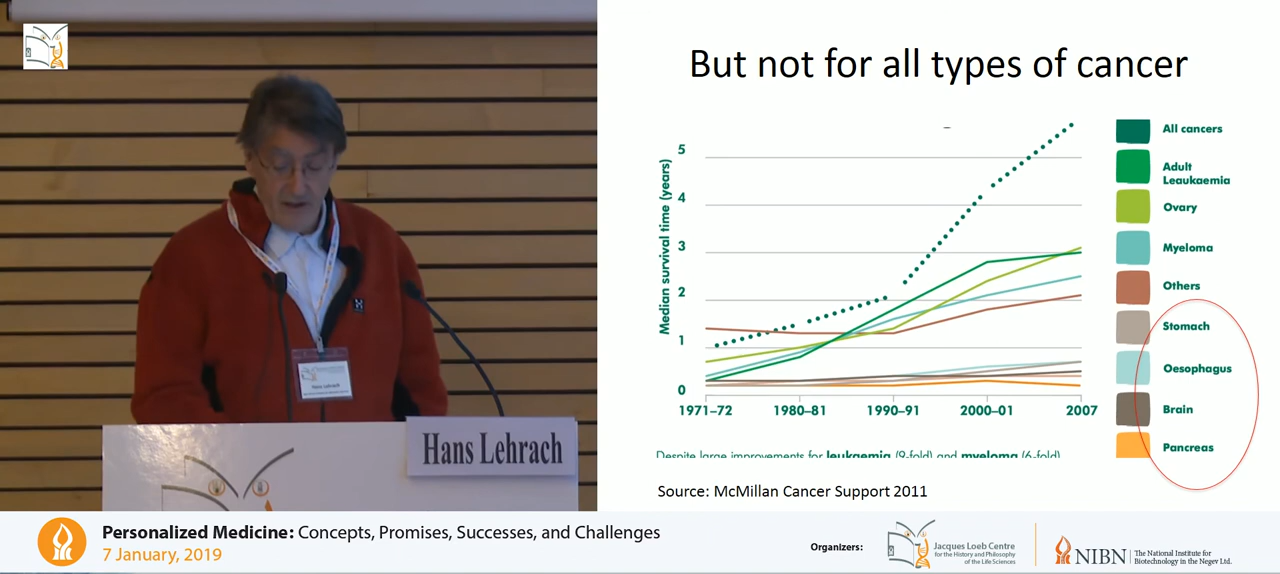 But not for all types of cancer
Median survival time (years)
5
4
3
2
1
0
1971–72
1980–81
1990–91
2000–01
2007
All cancers
Adult
Leaukaemia
Ovary
Myeloma
Others
Stomach
Oesophagus
Brain
Pancreas
Despite large improvements for leukaemia (9-fold) and myeloma (6-fold)
Source: McMillan Cancer Support 2011
Hans Lehrach
Hans Lehrach
Personalized Medicine: Concepts, Promises, Successes, and Challenges
7 January, 2019
Organizers:
Jacques Loeb Centre
for the History and Philosophy
of the Life Sciences
NIBN
The National Institute for
Biotechnology in the Negev Ltd.